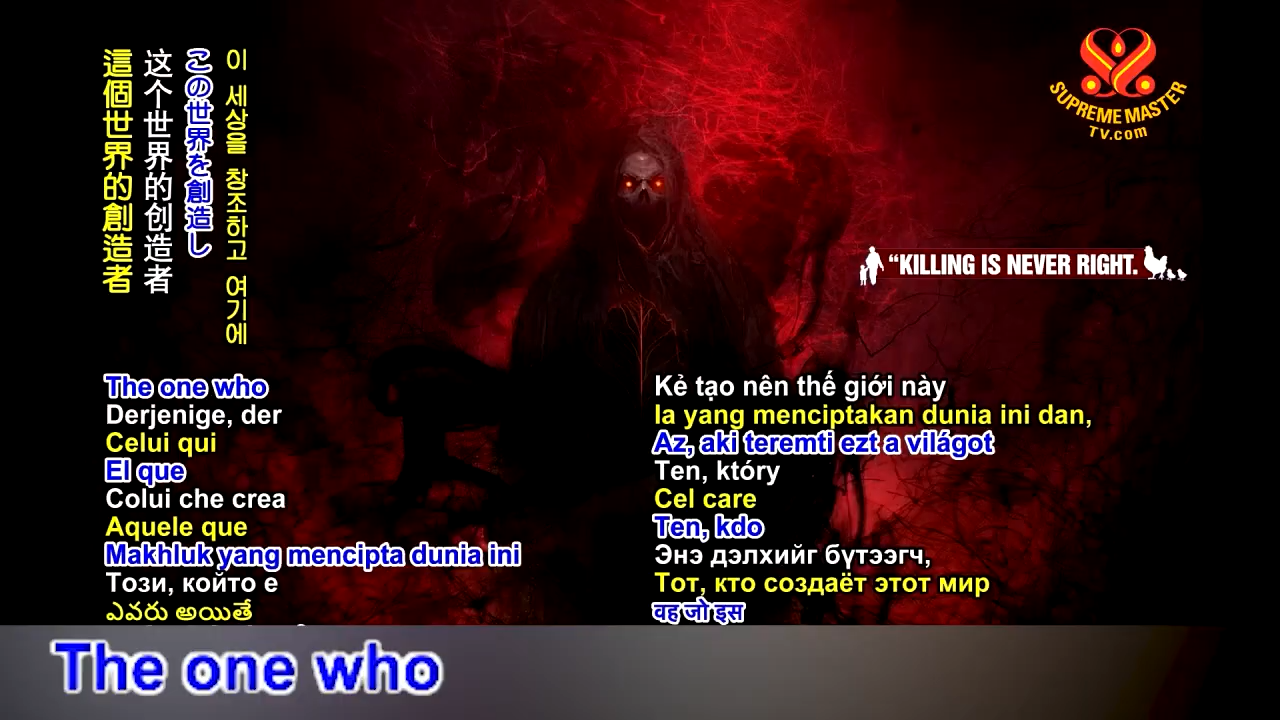 這個世界的創造者
这个世界的创造者
この世界を創造し
이 세상을 창조하고 여기에
SUPREME MASTER
TV.com
“KILLING IS NEVER RIGHT.
The one who
Derjenige, der
Celui qui
El que
Colui che crea
Aquele que
Makhluk yang mencipta dunia ini
Този, който е
ఎవరు అయితే
Kẻ tạo nên thế giới này
Ia yang menciptakan dunia ini dan,
Az, aki teremti ezt a világot
Ten, który
Cel care
Ten, kdo
Энэ дэлхийг бүтээгч,
Тот, кто создаёт этот мир
वह जो इस
The one who